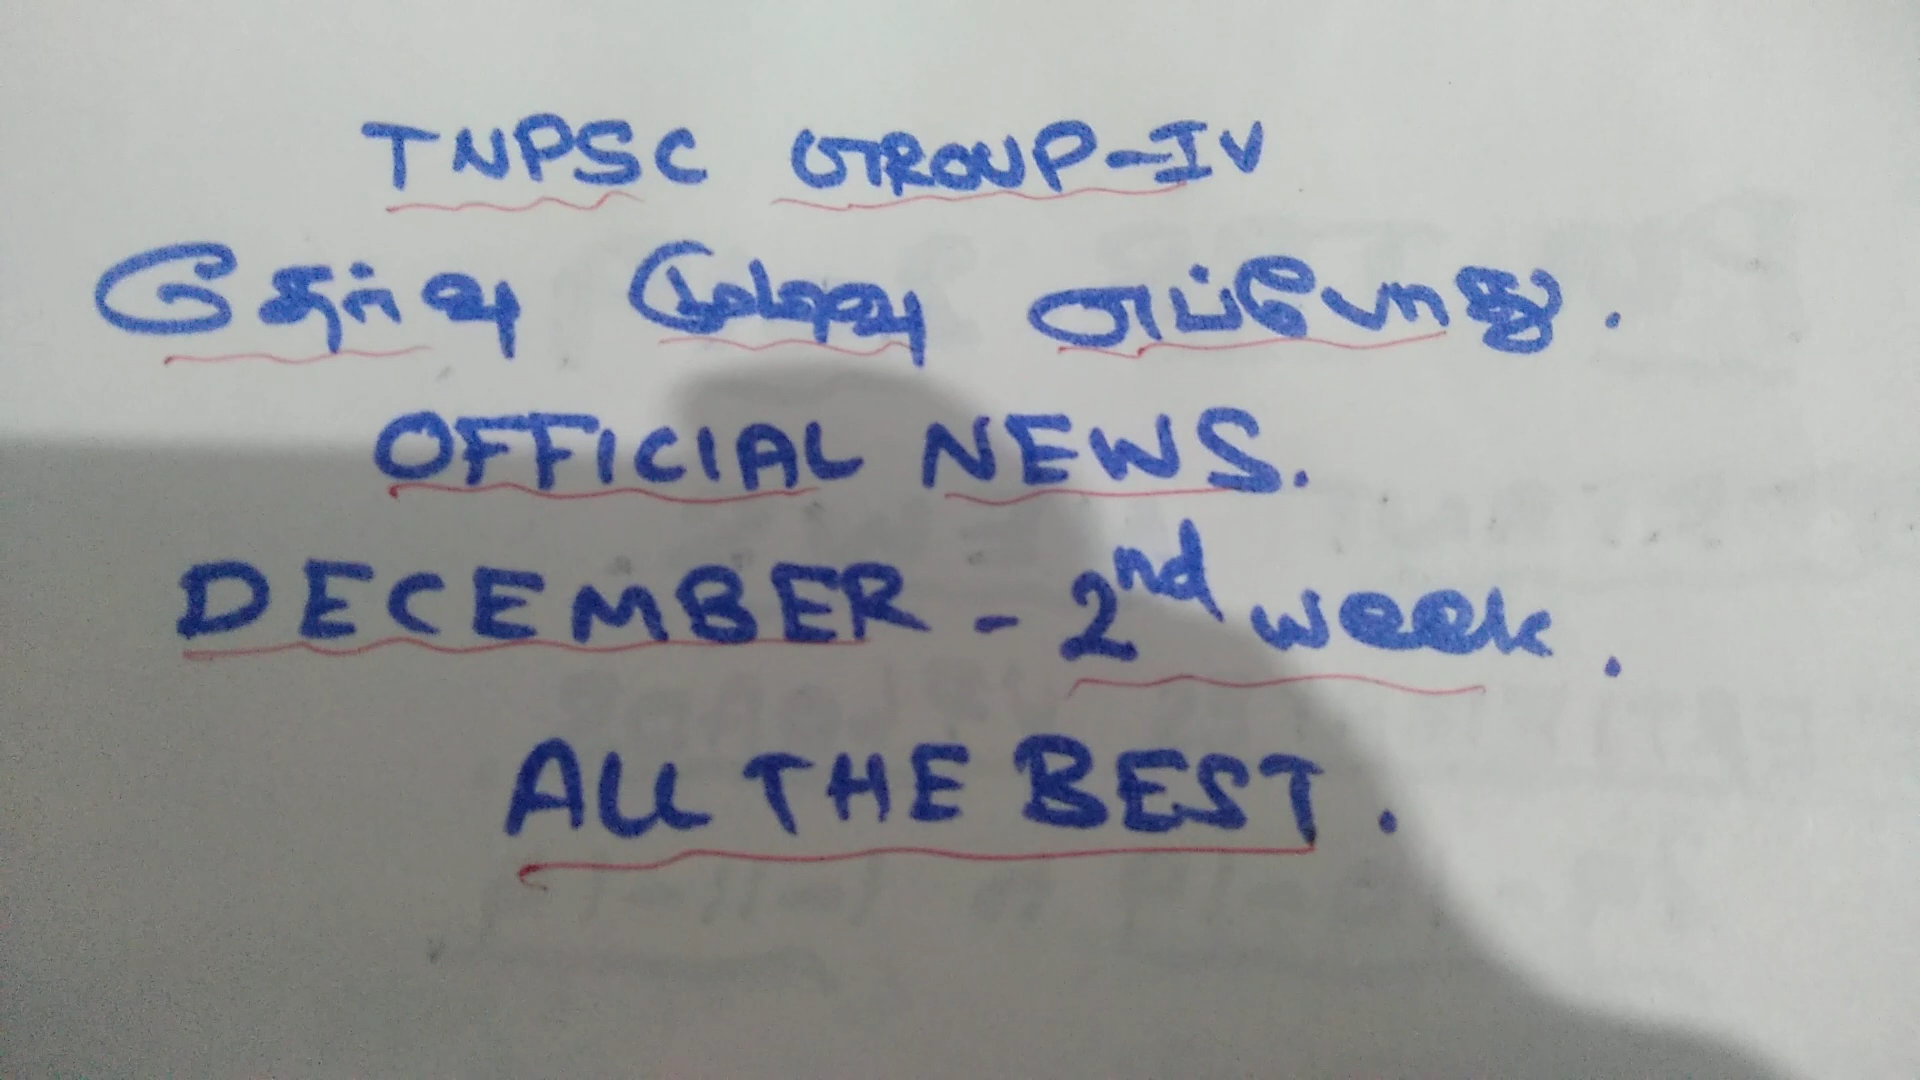 TNPSC GROUP-IV
தேர்வு முடிவு எப்போது.
OFFICIAL NEWS.
DECEMBER - 2nd week.
ALL THE BEST.